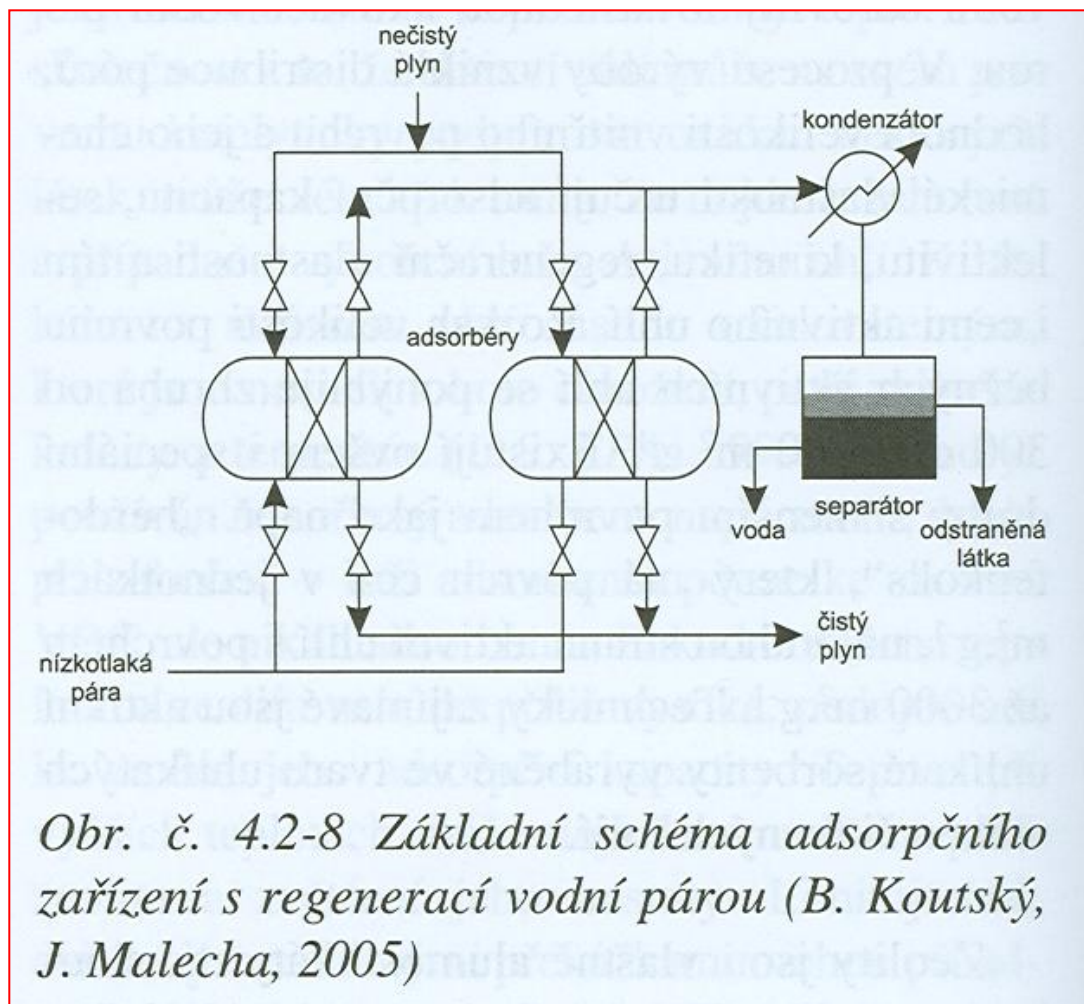 nečistý
plyn
kondenzátor
adsorbéry
separátor
voda
odstraněná
látka
čistý
plyn
nízkotlaká
pára
Obr. č. 4.2-8 Základní schéma adsorpčního
zařízení s regenerací vodní párou (B. Koutský,
J. Malecha, 2005)